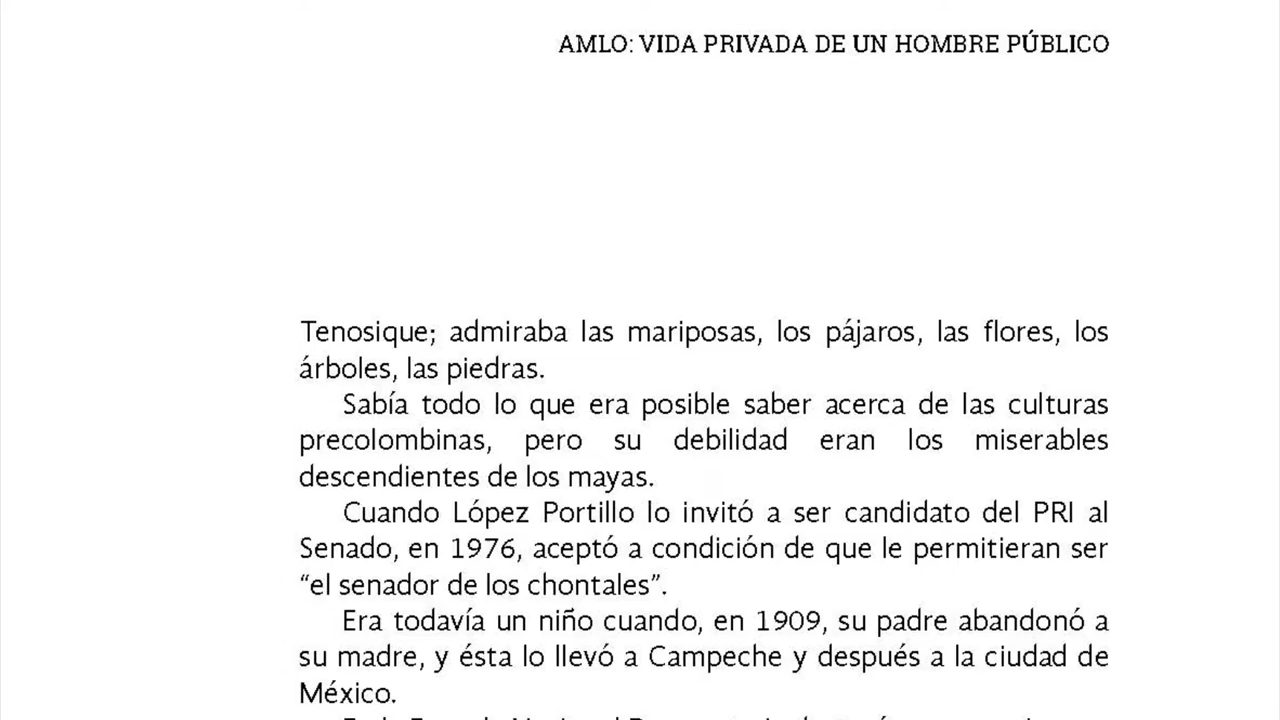 AMLO: VIDA PRIVADA DE UN HOMBRE PÚBLICO
Tenosique; admiraba las mariposas, los pájaros, las flores, los
árboles, las piedras.
Sabía todo lo que era posible saber acerca de las culturas
precolombinas, pero su debilidad eran los miserables
descendientes de los mayas.
Cuando López Portillo lo invitó a ser candidato del PRI al
Senado, en 1976, aceptó a condición de que le permitieran ser
“el senador de los chontales”.
Era todavía un niño cuando, en 1909, su padre abandonó a
su madre, y ésta lo llevó a Campeche y después a la ciudad de
México.